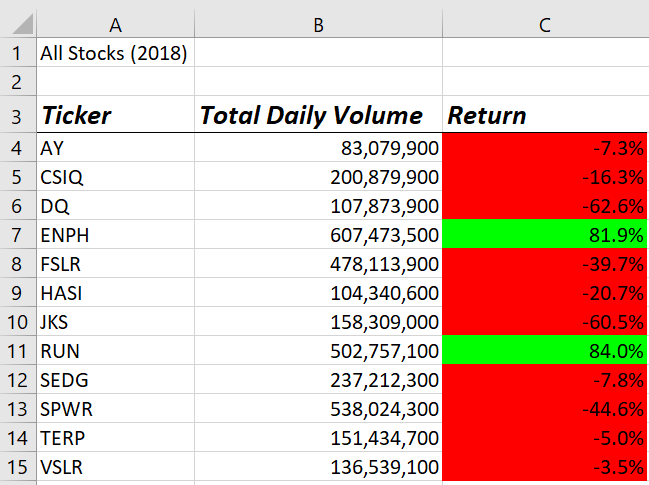 A B C
1 All Stocks (2018)
2
3 Ticker Total Daily Volume Return
4 AY 83,079,900 -7.3%
5 CSIQ 200,879,900 -16.3%
6 DQ 107,873,900 -62.6%
7 ENPH 607,473,500 81.9%
8 FSLR 478,113,900 -39.7%
9 HASI 104,340,600 -20.7%
10 JKS 158,309,000 -60.5%
11 RUN 502,757,100 84.0%
12 SEDG 237,212,300 -7.8%
13 SPWR 538,024,300 -44.6%
14 TERP 151,434,700 -5.0%
15 VSLR 136,539,100 -3.5%